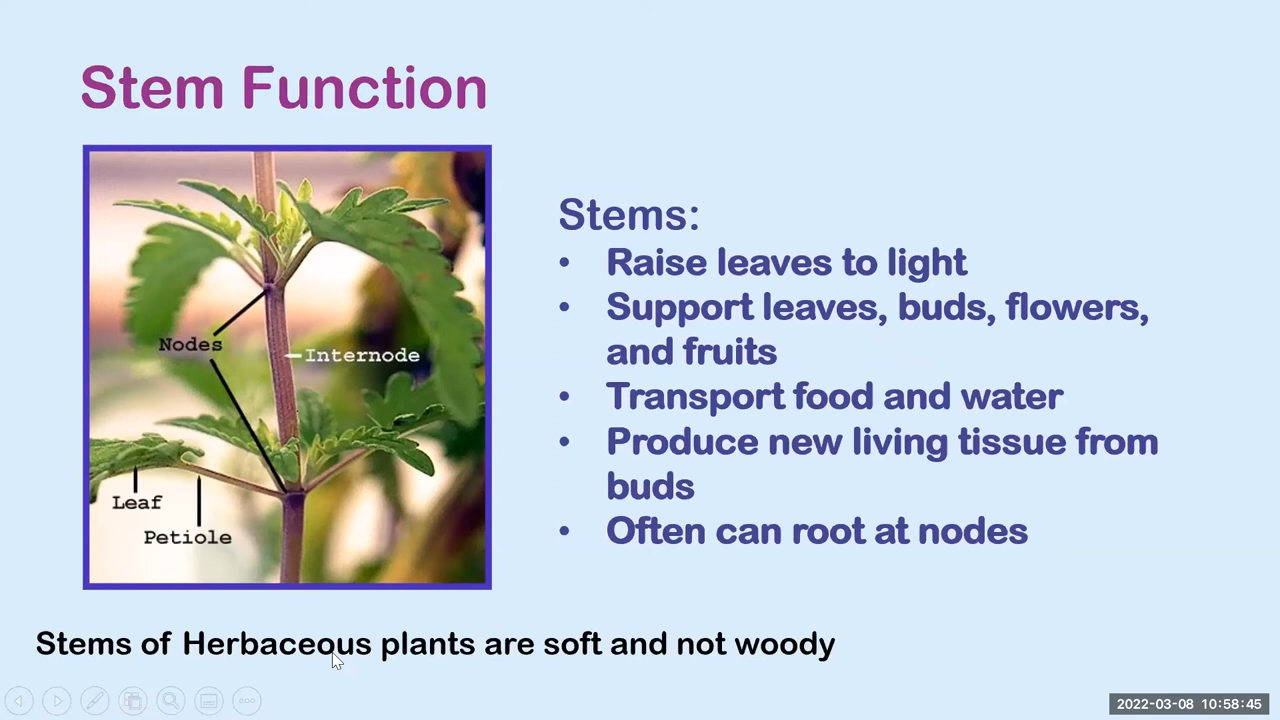 Stem Function
Nodes
Internode
Leaf
Petiole
Stems:
• Raise leaves to light
• Support leaves, buds, flowers,
and fruits
• Transport food and water
• Produce new living tissue from
buds
• Often can root at nodes
Stems of Herbaceous plants are soft and not woody
2022-03-08 10:58:45